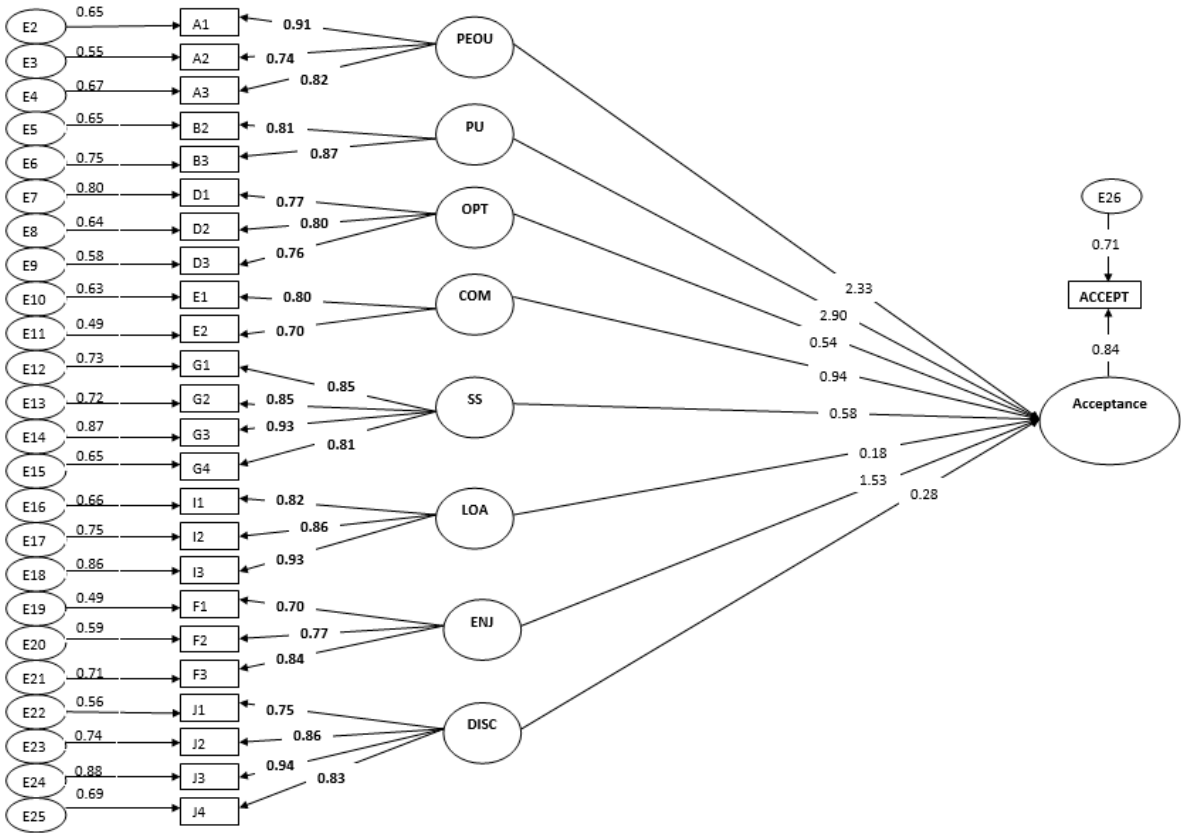 E2 0.65 A1 0.91 PEOU
E3 0.55 A2 0.74
E4 0.67 A3 0.82
E5 0.65 B2 0.81 PU
E6 0.75 B3 0.87
E7 0.80 D1 0.77 OPT
E8 0.64 D2 0.80
E9 0.58 D3 0.76
E10 0.63 E1 0.80 COM
E11 0.49 E2 0.70
E12 0.73 G1 0.85 SS
E13 0.72 G2 0.85
E14 0.87 G3 0.93
E15 0.65 G4 0.81
E16 0.66 I1 0.82 LOA
E17 0.75 I2 0.86
E18 0.86 I3 0.93
E19 0.49 F1 0.70 ENJ
E20 0.59 F2 0.77
E21 0.71 F3 0.84
E22 0.56 J1 0.75 DISC
E23 0.74 J2 0.86
E24 0.88 J3 0.94
E25 0.69 J4 0.83
2.33
2.90
0.54
0.94
0.58
0.18
1.53
0.28
E26
0.71
ACCEPT
0.84
Acceptance